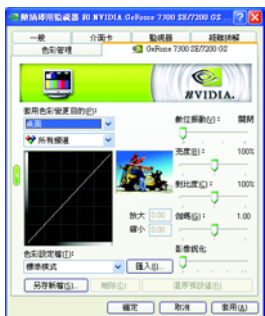 隨插即用監視器 和 NVIDIA GeForce 7300 SE/7200 GS ...
一般
介面卡
監視器
疑難排解
色彩管理
GeForce 7300 SE/7200 GS
NVIDIA.
套用色彩變更目的(P):
桌面
所有頻道
數位振動(V): 關閉
亮度(B): 100%
對比度(C): 100%
放大 0.00
縮小 0.00
伽瑪(G): 1.00
影像銳化
色彩設定檔(T):
標準模式
匯入(I)...
另存新檔(S)...
刪除(D)
還原預設值(R)
確定
取消
套用(A)